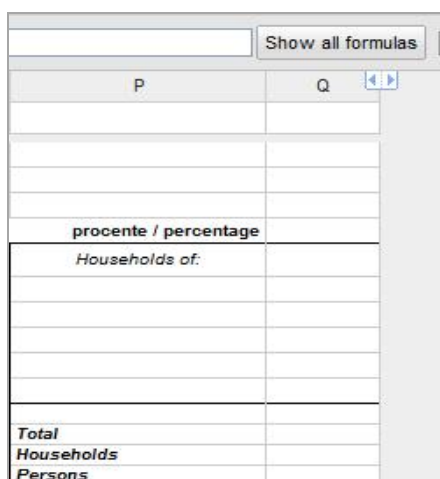 Show all formulas
P Q
procente / percentage
Households of:
Total
Households
Persons